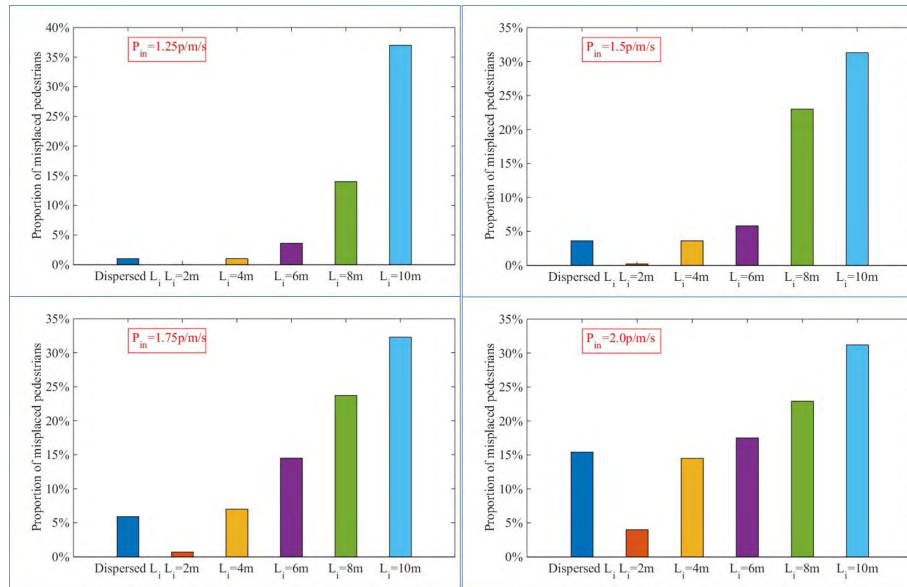 P_in=1.25p/m/s
Proportion of misplaced pedestrians
40%
35%
30%
25%
20%
15%
10%
5%
0%
Dispersed L_i L_i=2m L_i=4m L_i=6m L_i=8m L_i=10m
P_in=1.5p/m/s
Proportion of misplaced pedestrians
35%
30%
25%
20%
15%
10%
5%
0%
Dispersed L_i L_i=2m L_i=4m L_i=6m L_i=8m L_i=10m
P_in=1.75p/m/s
Proportion of misplaced pedestrians
35%
30%
25%
20%
15%
10%
5%
0%
Dispersed L_i L_i=2m L_i=4m L_i=6m L_i=8m L_i=10m
P_in=2.0p/m/s
Proportion of misplaced pedestrians
35%
30%
25%
20%
15%
10%
5%
0%
Dispersed L_i L_i=2m L_i=4m L_i=6m L_i=8m L_i=10m